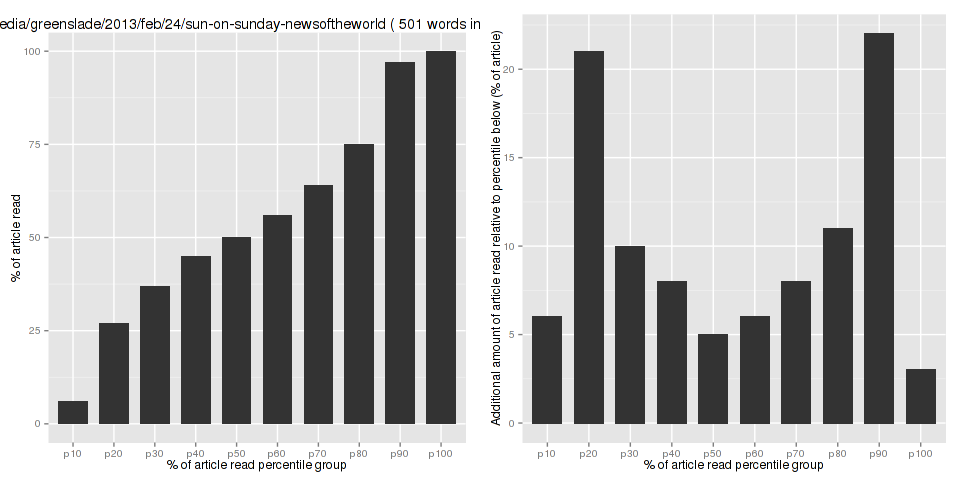 edia/greenslade/2013/feb/24/sun-on-sunday-newsoftheworld ( 501 words in
100
75
50
25
0
% of article read
p10 p20 p30 p40 p50 p60 p70 p80 p90 p100
% of article read percentile group
20
15
10
5
0
Additional amount of article read relative to percentile below (% of article)
p10 p20 p30 p40 p50 p60 p70 p80 p90 p100
% of article read percentile group